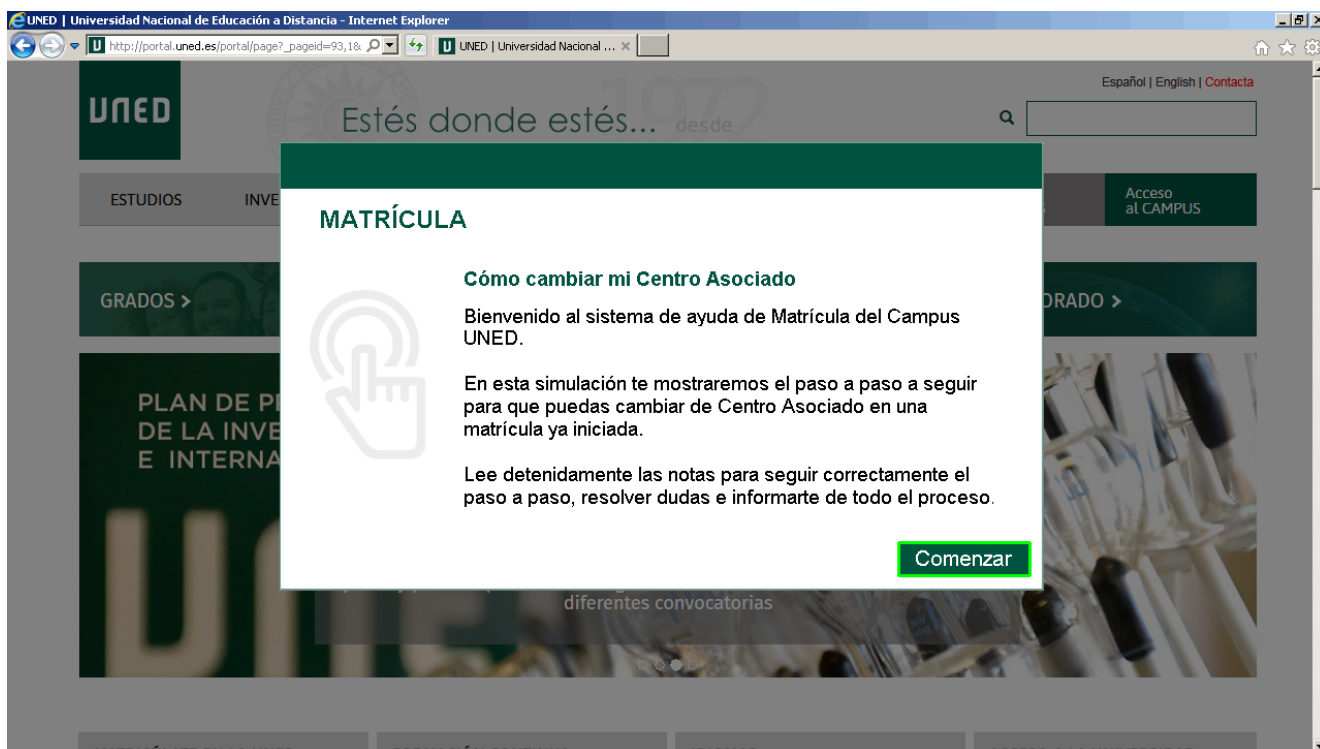 UNED | Universidad Nacional de Educación a Distancia - Internet Explorer
http://portal.uned.es/portal/page?_pageid=93,18
UNED | Universidad Nacional ...
Español | English | Contacta
UNED
1972
Estés donde estés... desde
ESTUDIOS
Acceso
al CAMPUS
MATRÍCULA
Cómo cambiar mi Centro Asociado
GRADOS >
Bienvenido al sistema de ayuda de Matrícula del Campus
UNED.
En esta simulación te mostraremos el paso a paso a seguir
para que puedas cambiar de Centro Asociado en una
matrícula ya iniciada.
PLAN DE
DE LA
E
Lee detenidamente las notas para seguir correctamente el
paso a paso, resolver dudas e informarte de todo el proceso.
Comenzar
diferentes convocatorias